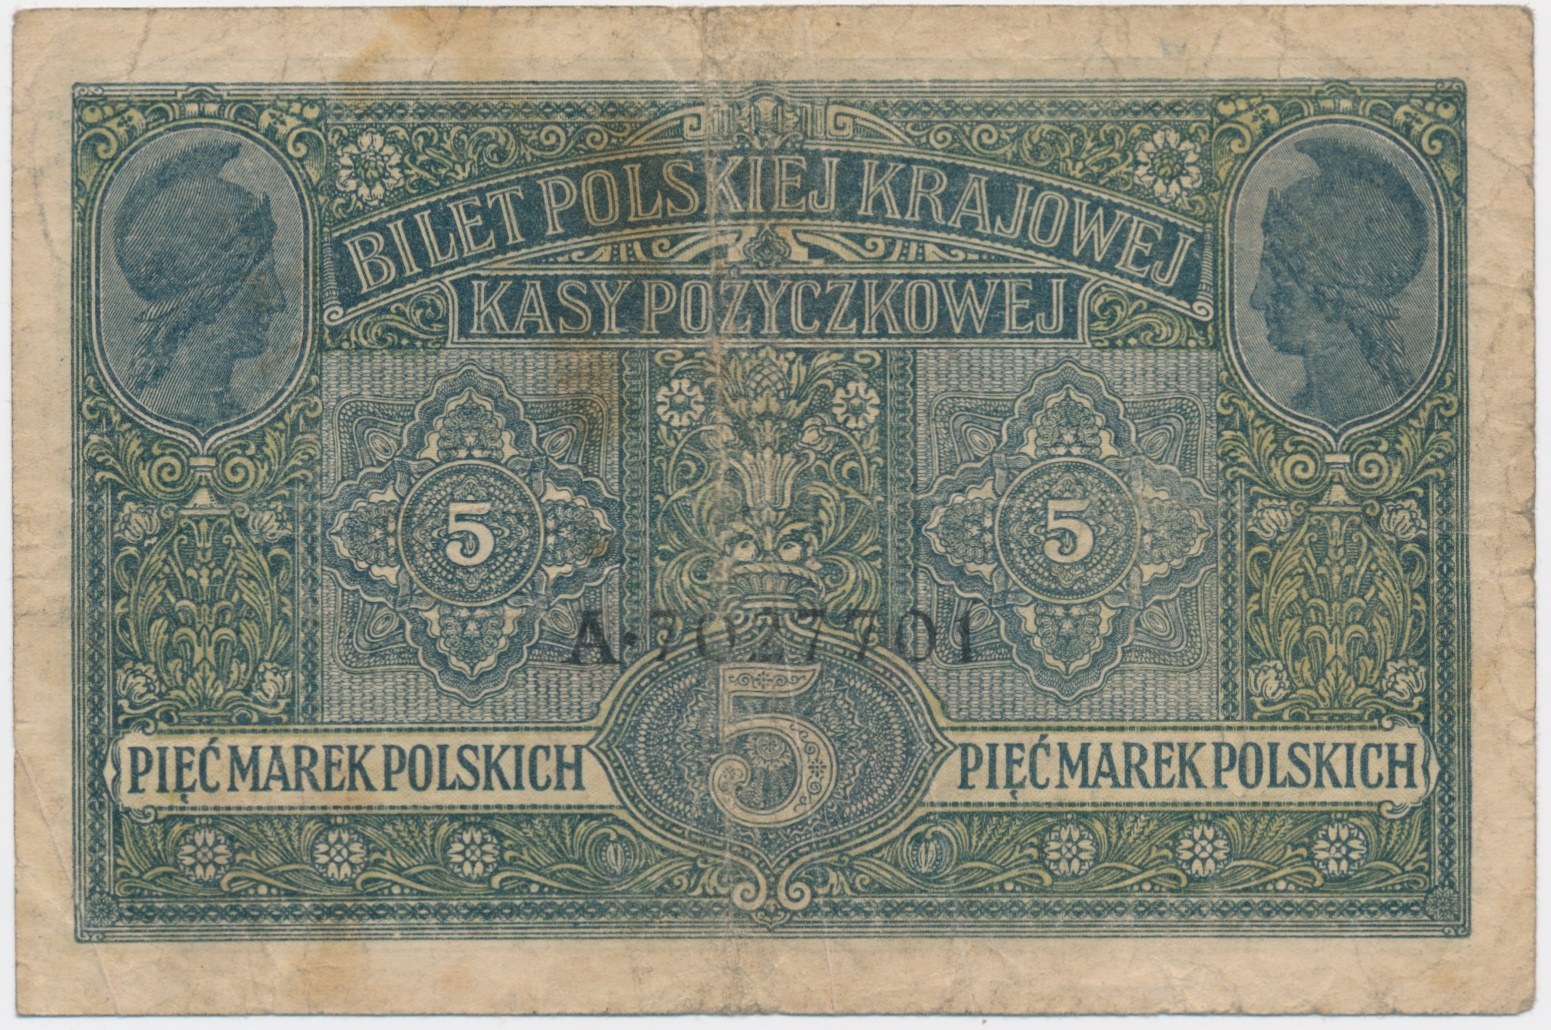 BILET POLSKIEJ KRAJOWEJ
KASY POŻYCZKOWEJ
5 5
A·7027701
5
PIĘĆ MAREK POLSKICH PIĘĆ MAREK POLSKICH